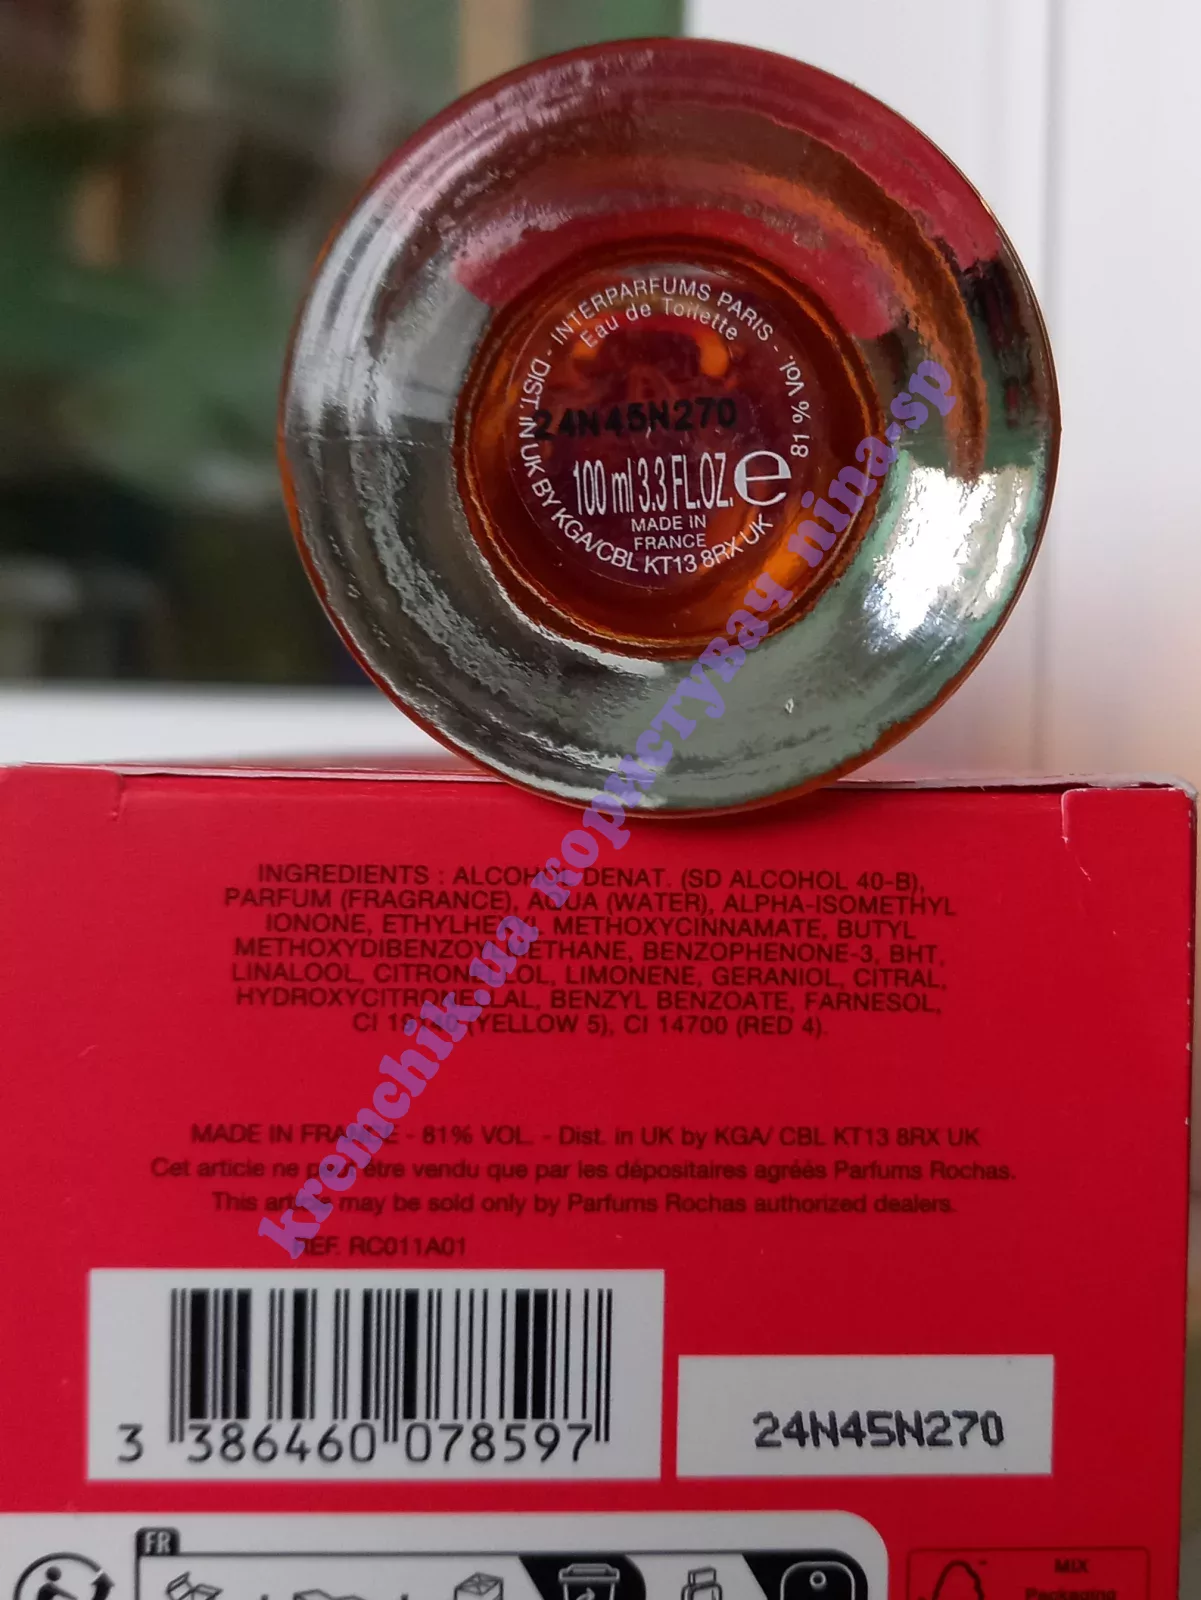 DIST. IN UK BY KGA/CBL KT13 8RX UK
- INTERPARFUMS PARIS - 81 % Vol.
Eau de Toilette
24N45N270
100 ml 3.3 FL.OZ. e
MADE IN
FRANCE
kremchik.ua користувач nina-sp
INGREDIENTS : ALCOHOL DENAT. (SD ALCOHOL 40-B),
PARFUM (FRAGRANCE), AQUA (WATER), ALPHA-ISOMETHYL
IONONE, ETHYLHEXYL METHOXYCINNAMATE, BUTYL
METHOXYDIBENZOYLMETHANE, BENZOPHENONE-3, BHT,
LINALOOL, CITRONELLOL, LIMONENE, GERANIOL, CITRAL,
HYDROXYCITRONELLAL, BENZYL BENZOATE, FARNESOL,
CI 19140 (YELLOW 5), CI 14700 (RED 4).
MADE IN FRANCE - 81% VOL. - Dist. in UK by KGA/ CBL KT13 8RX UK
Cet article ne peut être vendu que par les dépositaires agréés Parfums Rochas.
This article may be sold only by Parfums Rochas authorized dealers.
REF. RC011A01
3 386460 078597
24N45N270
FR
MIX
Packaging